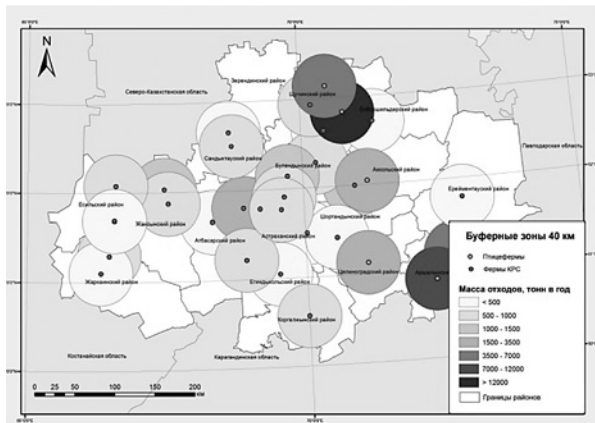 N
Северо-Казахстанская область
Зерендинский район
Щучинский район
Сандыктауский район
Буландынский район
Аккольский район
Павлодарская область
Ерейментауский район
Есильский район
Жаксынский район
Атбасарский район
Астраханский район
Шортандынский район
Целиноградский район
Жаркаинский район
Егиндыкольский район
Коргалжынский район
Костанайская область
Карагандинская область
0 25 50 100 150 200
КМ
Буферные зоны 40 км
Птицефермы
Фермы КРС
Масса отходов, тонн в год
< 500
500 - 1000
1000 - 1500
1500 - 3500
3500 - 7000
7000 - 12000
> 12000
Границы районов